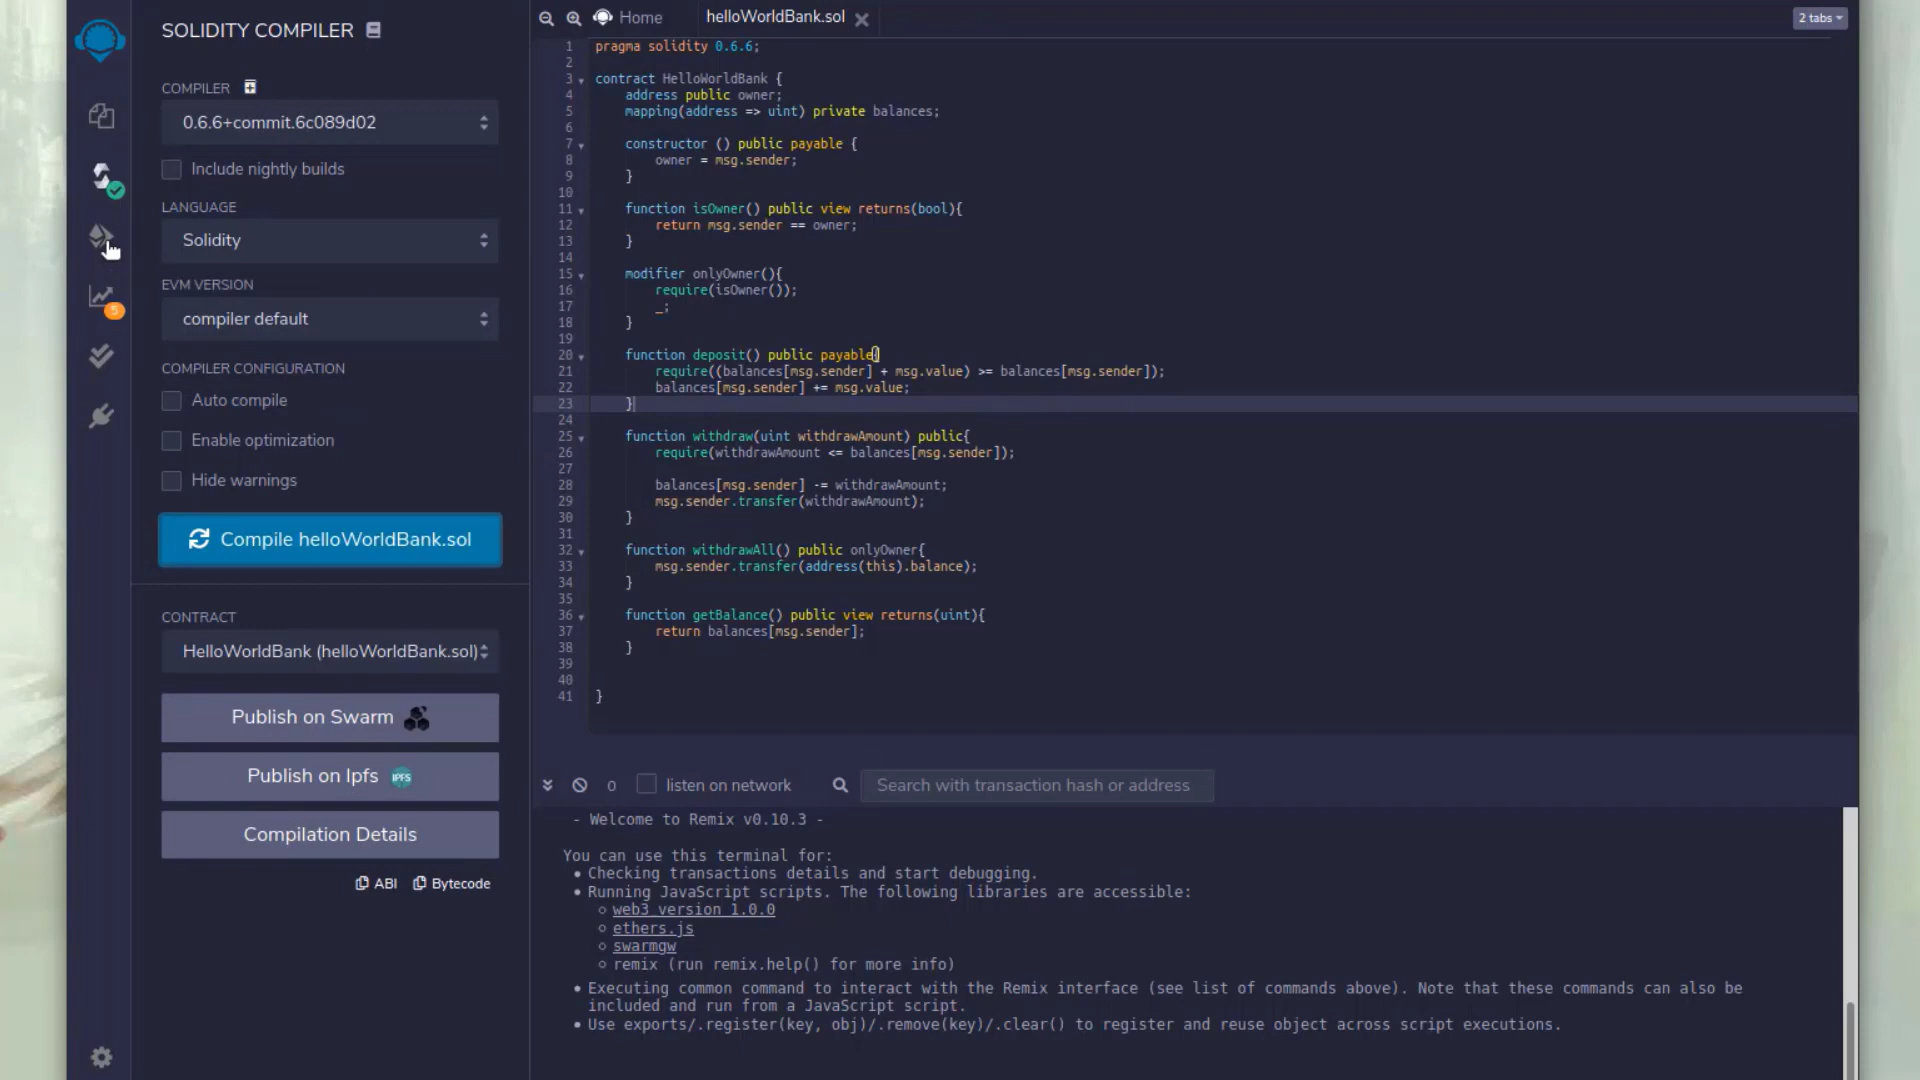 SOLIDITY COMPILER
COMPILER
0.6.6+commit.6c089d02
Include nightly builds
LANGUAGE
Solidity
EVM VERSION
compiler default
COMPILER CONFIGURATION
Auto compile
Enable optimization
Hide warnings
Compile helloWorldBank.sol
CONTRACT
HelloWorldBank (helloWorldBank.sol)
Publish on Swarm
Publish on Ipfs IPFS
Compilation Details
ABI Bytecode
5
Home helloWorldBank.sol 2 tabs
1 pragma solidity 0.6.6;
2
3 contract HelloWorldBank {
4 address public owner;
5 mapping(address => uint) private balances;
6
7 constructor () public payable {
8 owner = msg.sender;
9 }
10
11 function isOwner() public view returns(bool){
12 return msg.sender == owner;
13 }
14
15 modifier onlyOwner(){
16 require(isOwner());
17 _;
18 }
19
20 function deposit() public payable{
21 require((balances[msg.sender] + msg.value) >= balances[msg.sender]);
22 balances[msg.sender] += msg.value;
23 }
24
25 function withdraw(uint withdrawAmount) public{
26 require(withdrawAmount <= balances[msg.sender]);
27
28 balances[msg.sender] -= withdrawAmount;
29 msg.sender.transfer(withdrawAmount);
30 }
31
32 function withdrawAll() public onlyOwner{
33 msg.sender.transfer(address(this).balance);
34 }
35
36 function getBalance() public view returns(uint){
37 return balances[msg.sender];
38 }
39
40
41 }
0 listen on network Search with transaction hash or address
- Welcome to Remix v0.10.3 -
You can use this terminal for:
• Checking transactions details and start debugging.
• Running JavaScript scripts. The following libraries are accessible:
○ web3 version 1.0.0
○ ethers.js
○ swarmgw
○ remix (run remix.help() for more info)
• Executing common command to interact with the Remix interface (see list of commands above). Note that these commands can also be
included and run from a JavaScript script.
• Use exports/.register(key, obj)/.remove(key)/.clear() to register and reuse object across script executions.